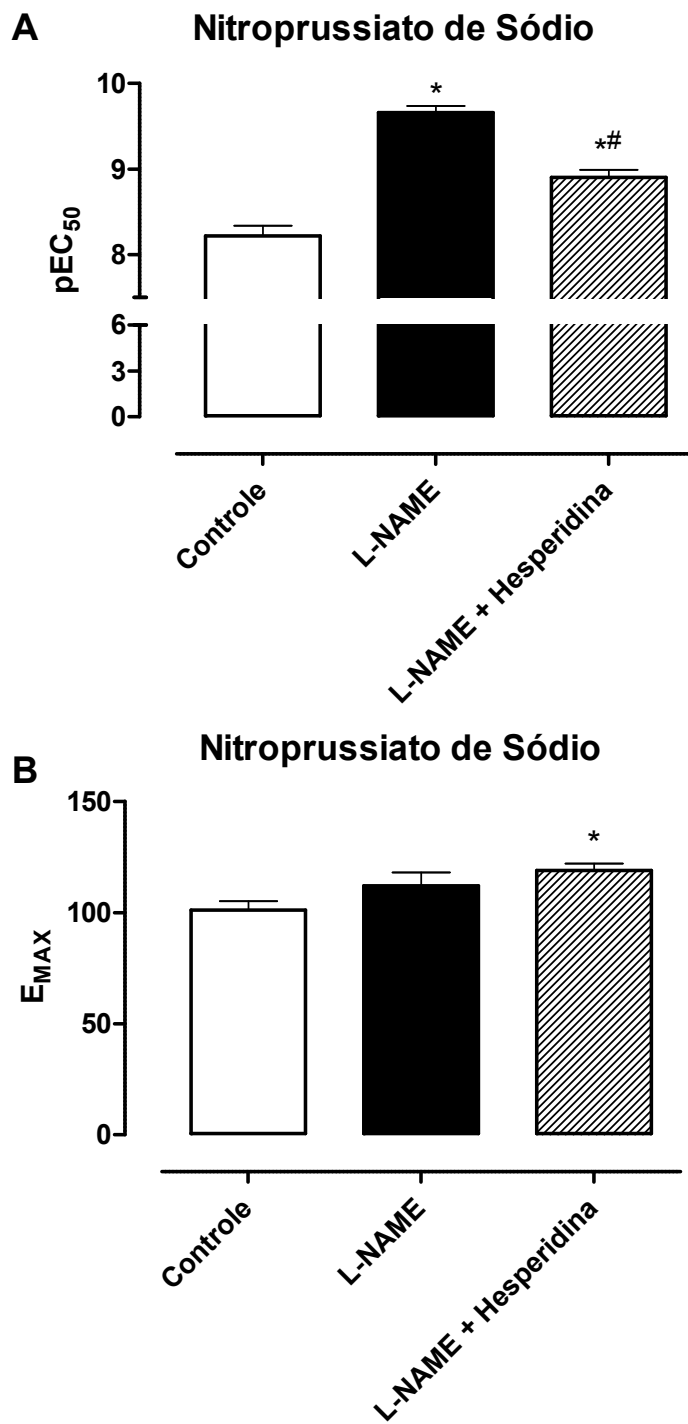 A
Nitroprussiato de Sódio
10
*
9
*#
8
pEC50
6
3
0
Controle
L-NAME
L-NAME + Hesperidina
Nitroprussiato de Sódio
B
150
*
100
EMAX
50
0
Controle
L-NAME
L-NAME + Hesperidina